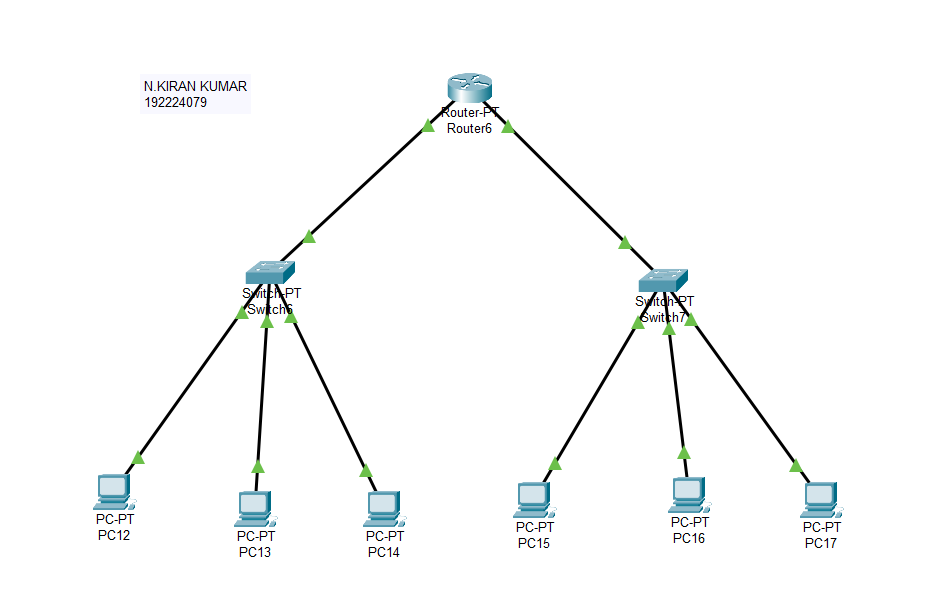 N.KIRAN KUMAR
192224079
Router-PT
Router6
Switch-PT
Switch6
Switch-PT
Switch7
PC-PT
PC12
PC-PT
PC13
PC-PT
PC14
PC-PT
PC15
PC-PT
PC16
PC-PT
PC17